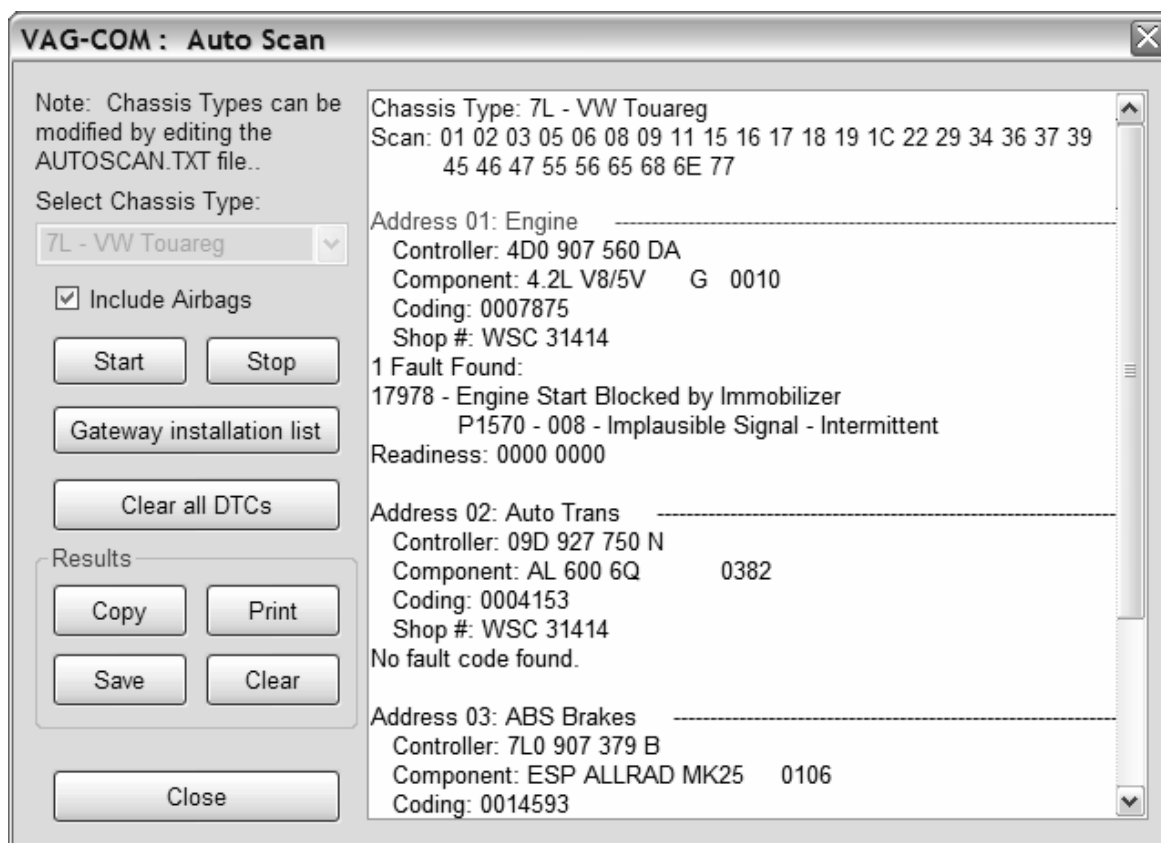 VAG-COM : Auto Scan
Note: Chassis Types can be
modified by editing the
AUTOSCAN.TXT file..
Select Chassis Type:
7L - VW Touareg
Include Airbags
Start
Stop
Gateway installation list
Clear all DTCs
Results
Copy
Print
Save
Clear
Close
Chassis Type: 7L - VW Touareg
Scan: 01 02 03 05 06 08 09 11 15 16 17 18 19 1C 22 29 34 36 37 39
45 46 47 55 56 65 68 6E 77
Address 01: Engine ----------------------------------------
Controller: 4D0 907 560 DA
Component: 4.2L V8/5V G 0010
Coding: 0007875
Shop #: WSC 31414
1 Fault Found:
17978 - Engine Start Blocked by Immobilizer
P1570 - 008 - Implausible Signal - Intermittent
Readiness: 0000 0000
Address 02: Auto Trans ----------------------------------------
Controller: 09D 927 750 N
Component: AL 600 6Q 0382
Coding: 0004153
Shop #: WSC 31414
No fault code found.
Address 03: ABS Brakes ----------------------------------------
Controller: 7L0 907 379 B
Component: ESP ALLRAD MK25 0106
Coding: 0014593